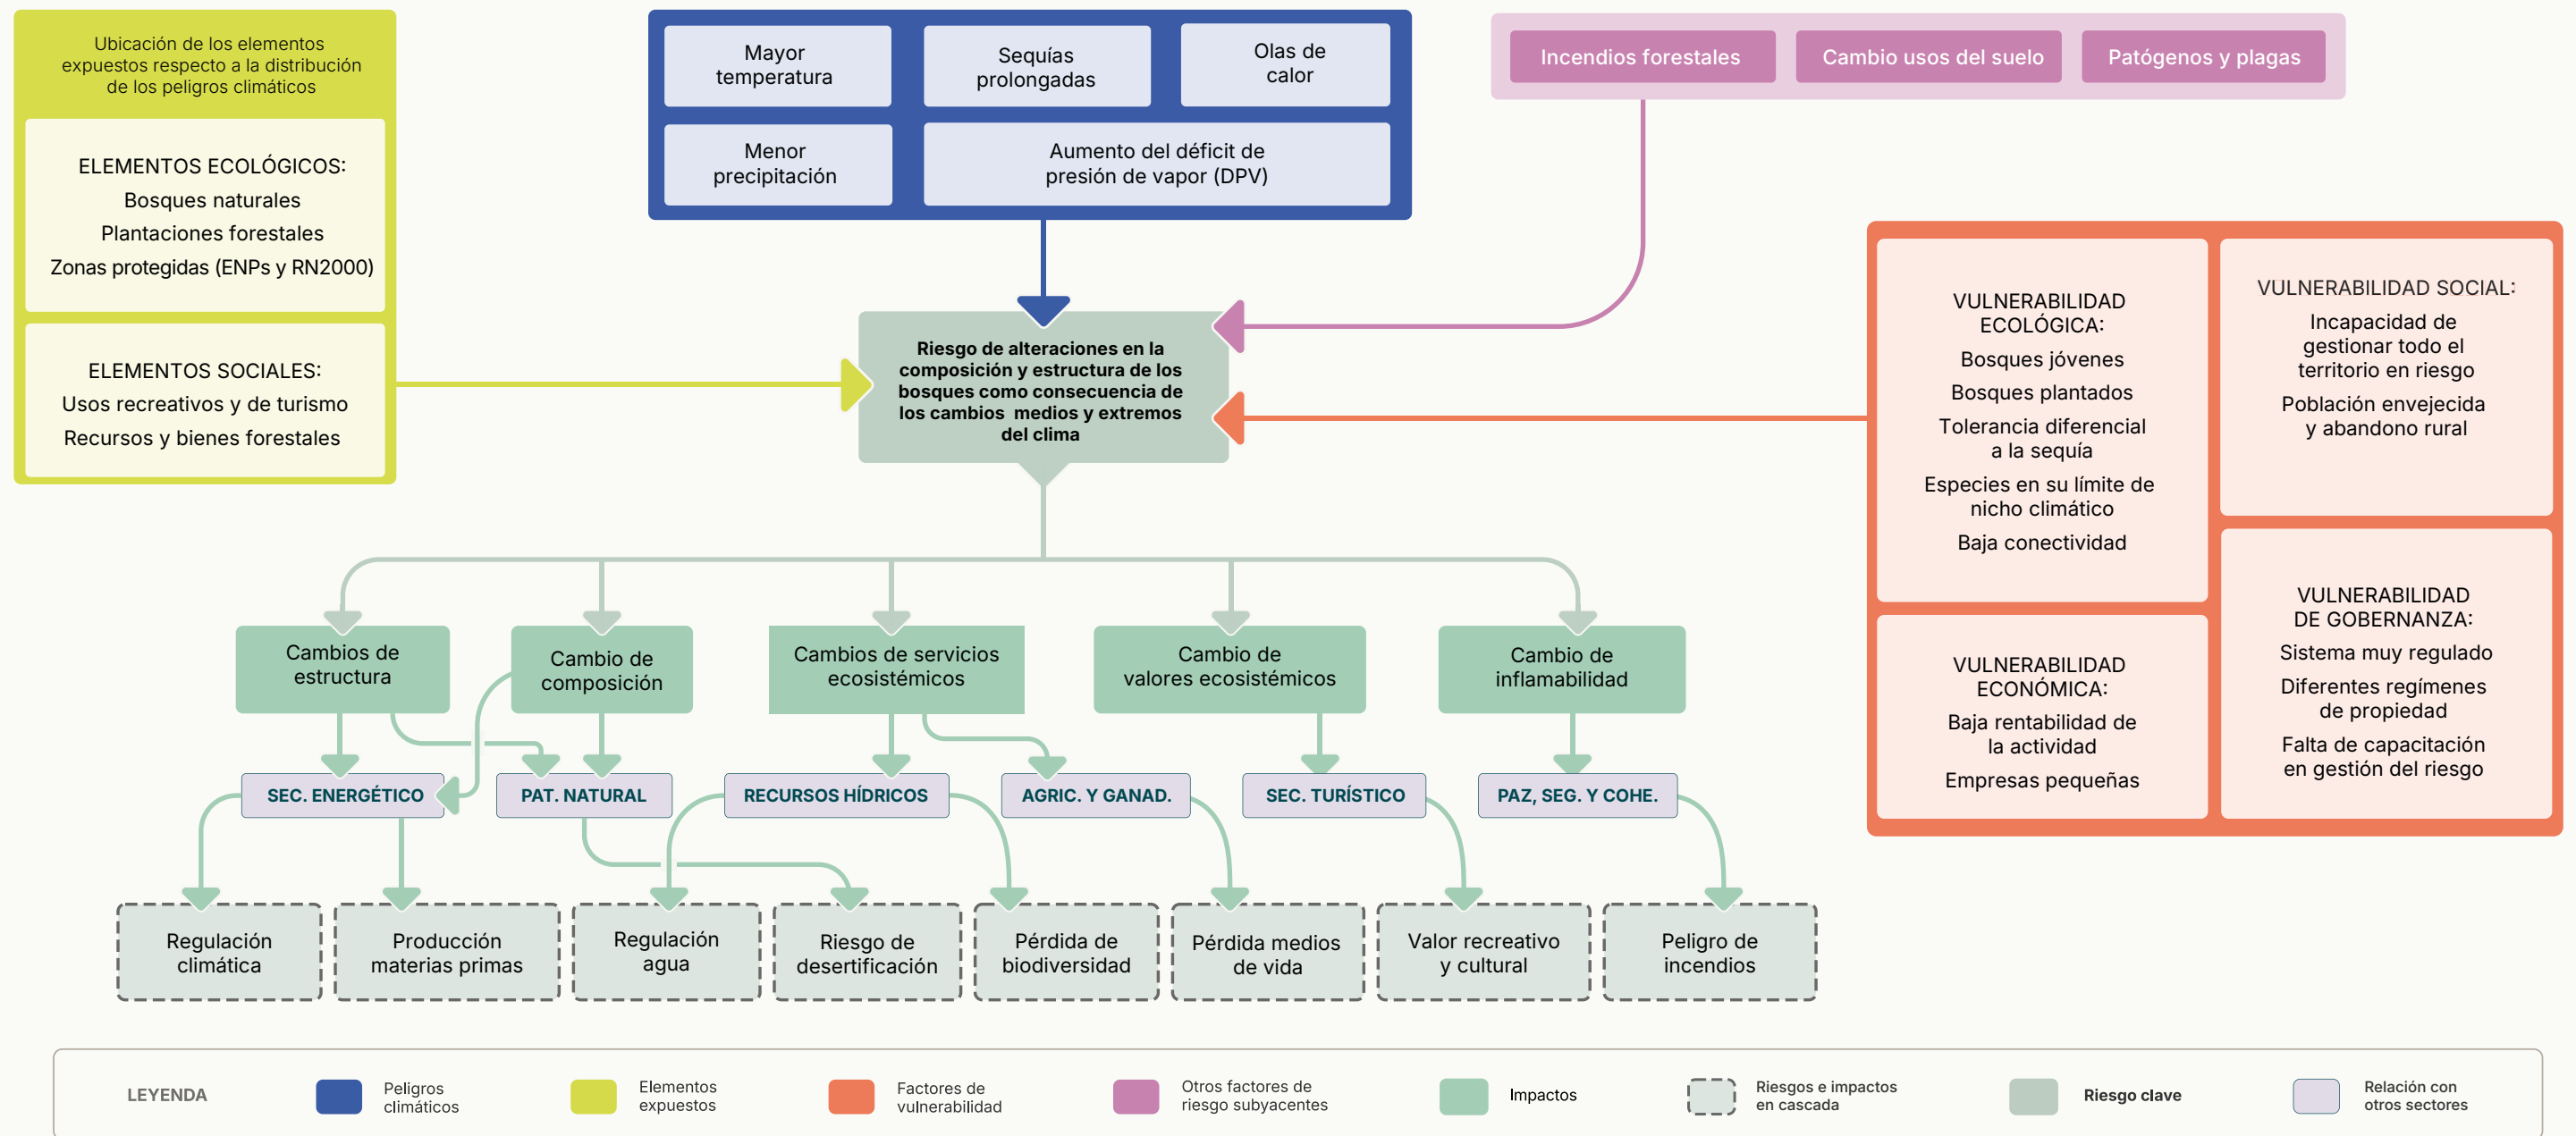 Ubicación de los elementos
expuestos respecto a la distribución
de los peligros climáticos
ELEMENTOS ECOLÓGICOS:
Bosques naturales
Plantaciones forestales
Zonas protegidas (ENPs y RN2000)
ELEMENTOS SOCIALES:
Usos recreativos y de turismo
Recursos y bienes forestales
Mayor
temperatura
Sequías
prolongadas
Olas de
calor
Menor
precipitación
Aumento del déficit de
presión de vapor (DPV)
Incendios forestales
Cambio usos del suelo
Patógenos y plagas
Riesgo de alteraciones en la
composición y estructura de los
bosques como consecuencia de
los cambios medios y extremos
del clima
VULNERABILIDAD
ECOLÓGICA:
Bosques jóvenes
Bosques plantados
Tolerancia diferencial
a la sequía
Especies en su límite de
nicho climático
Baja conectividad
VULNERABILIDAD SOCIAL:
Incapacidad de
gestionar todo el
territorio en riesgo
Población envejecida
y abandono rural
VULNERABILIDAD
ECONÓMICA:
Baja rentabilidad de
la actividad
Empresas pequeñas
VULNERABILIDAD
DE GOBERNANZA:
Sistema muy regulado
Diferentes regímenes
de propiedad
Falta de capacitación
en gestión del riesgo
Cambios de
estructura
Cambio de
composición
Cambios de servicios
ecosistémicos
Cambio de
valores ecosistémicos
Cambio de
inflamabilidad
SEC. ENERGÉTICO
PAT. NATURAL
RECURSOS HÍDRICOS
AGRIC. Y GANAD.
SEC. TURÍSTICO
PAZ, SEG. Y COHE.
Regulación
climática
Producción
materias primas
Regulación
agua
Riesgo de
desertificación
Pérdida de
biodiversidad
Pérdida medios
de vida
Valor recreativo
y cultural
Peligro de
incendios
LEYENDA
Peligros
climáticos
Elementos
expuestos
Factores de
vulnerabilidad
Otros factores de
riesgo subyacentes
Impactos
Riesgos e impactos
en cascada
Riesgo clave
Relación con
otros sectores